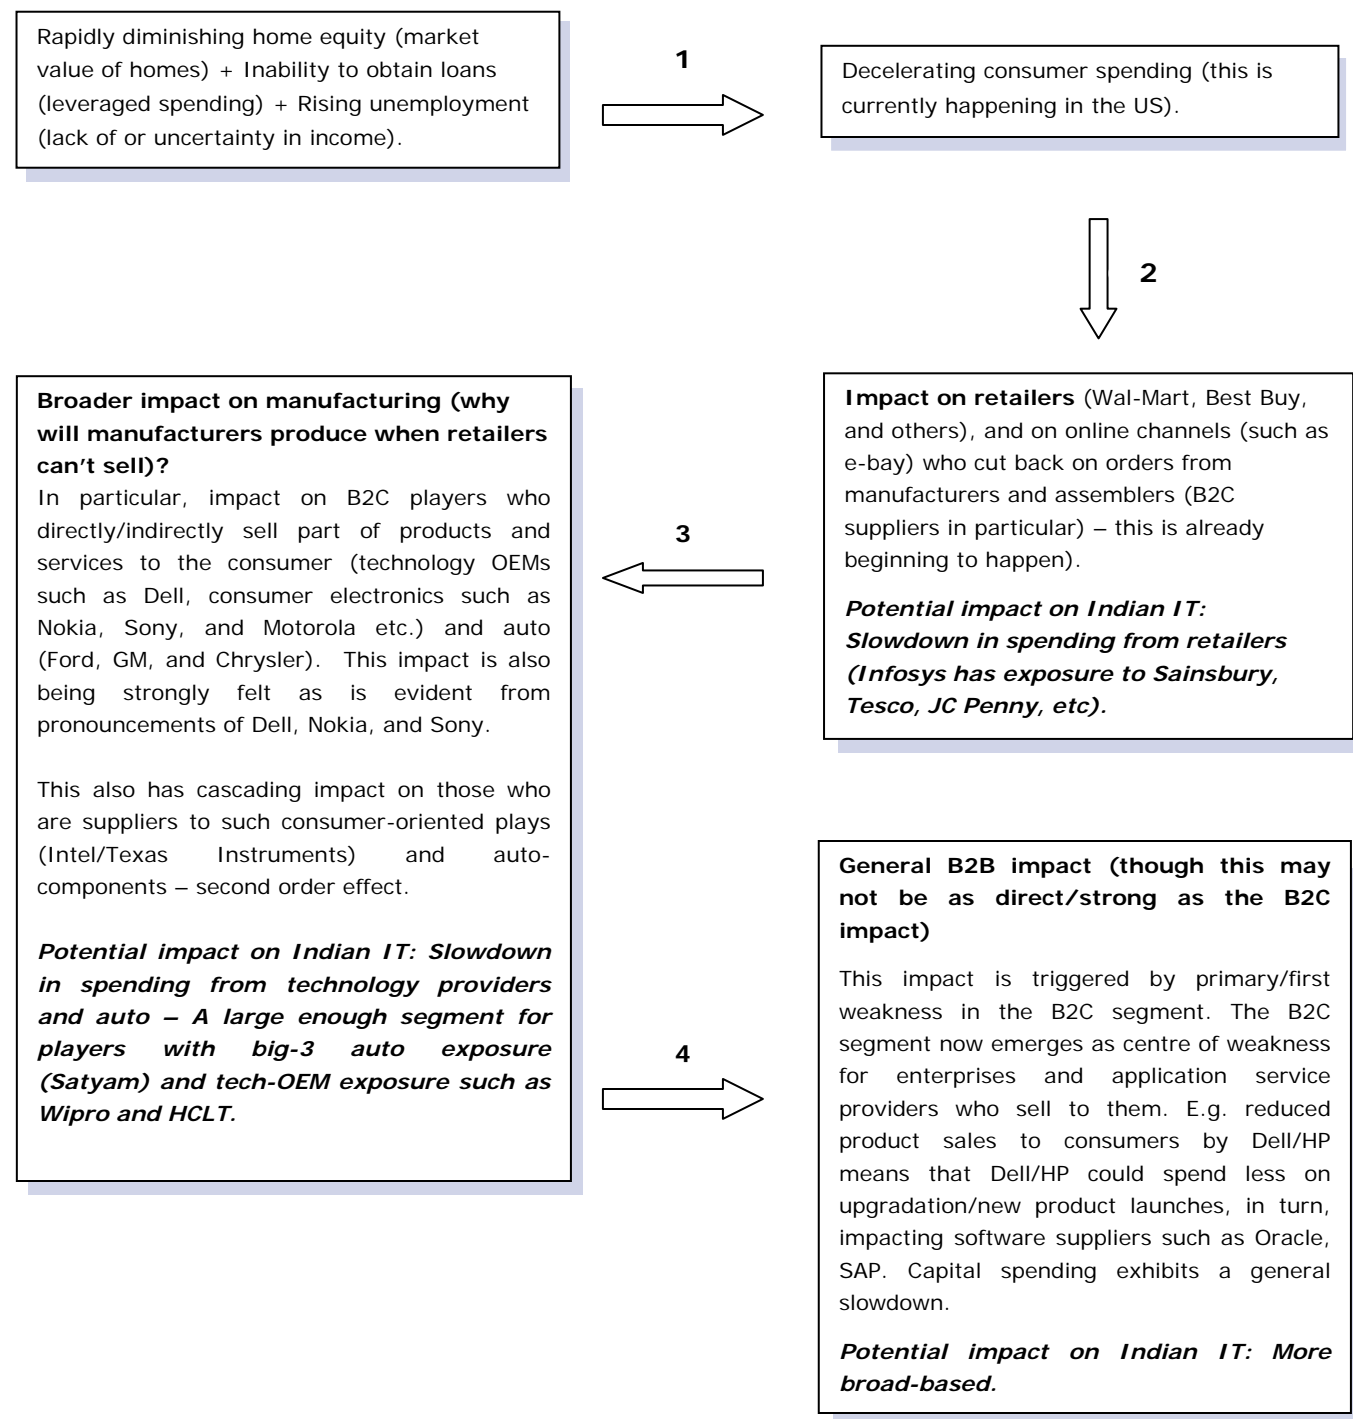 Rapidly diminishing home equity (market
value of homes) + Inability to obtain loans
(leveraged spending) + Rising unemployment
(lack of or uncertainty in income).
1
Decelerating consumer spending (this is
currently happening in the US).
2
Impact on retailers (Wal-Mart, Best Buy,
and others), and on online channels (such as
e-bay) who cut back on orders from
manufacturers and assemblers (B2C
suppliers in particular) – this is already
beginning to happen).
Potential impact on Indian IT:
Slowdown in spending from retailers
(Infosys has exposure to Sainsbury,
Tesco, JC Penny, etc).
3
Broader impact on manufacturing (why
will manufacturers produce when retailers
can't sell)?
In particular, impact on B2C players who
directly/indirectly sell part of products and
services to the consumer (technology OEMs
such as Dell, consumer electronics such as
Nokia, Sony, and Motorola etc.) and auto
(Ford, GM, and Chrysler). This impact is also
being strongly felt as is evident from
pronouncements of Dell, Nokia, and Sony.
This also has cascading impact on those who
are suppliers to such consumer-oriented plays
(Intel/Texas Instruments) and auto-
components – second order effect.
Potential impact on Indian IT: Slowdown
in spending from technology providers
and auto – A large enough segment for
players with big-3 auto exposure
(Satyam) and tech-OEM exposure such as
Wipro and HCLT.
4
General B2B impact (though this may
not be as direct/strong as the B2C
impact)
This impact is triggered by primary/first
weakness in the B2C segment. The B2C
segment now emerges as centre of weakness
for enterprises and application service
providers who sell to them. E.g. reduced
product sales to consumers by Dell/HP
means that Dell/HP could spend less on
upgradation/new product launches, in turn,
impacting software suppliers such as Oracle,
SAP. Capital spending exhibits a general
slowdown.
Potential impact on Indian IT: More
broad-based.